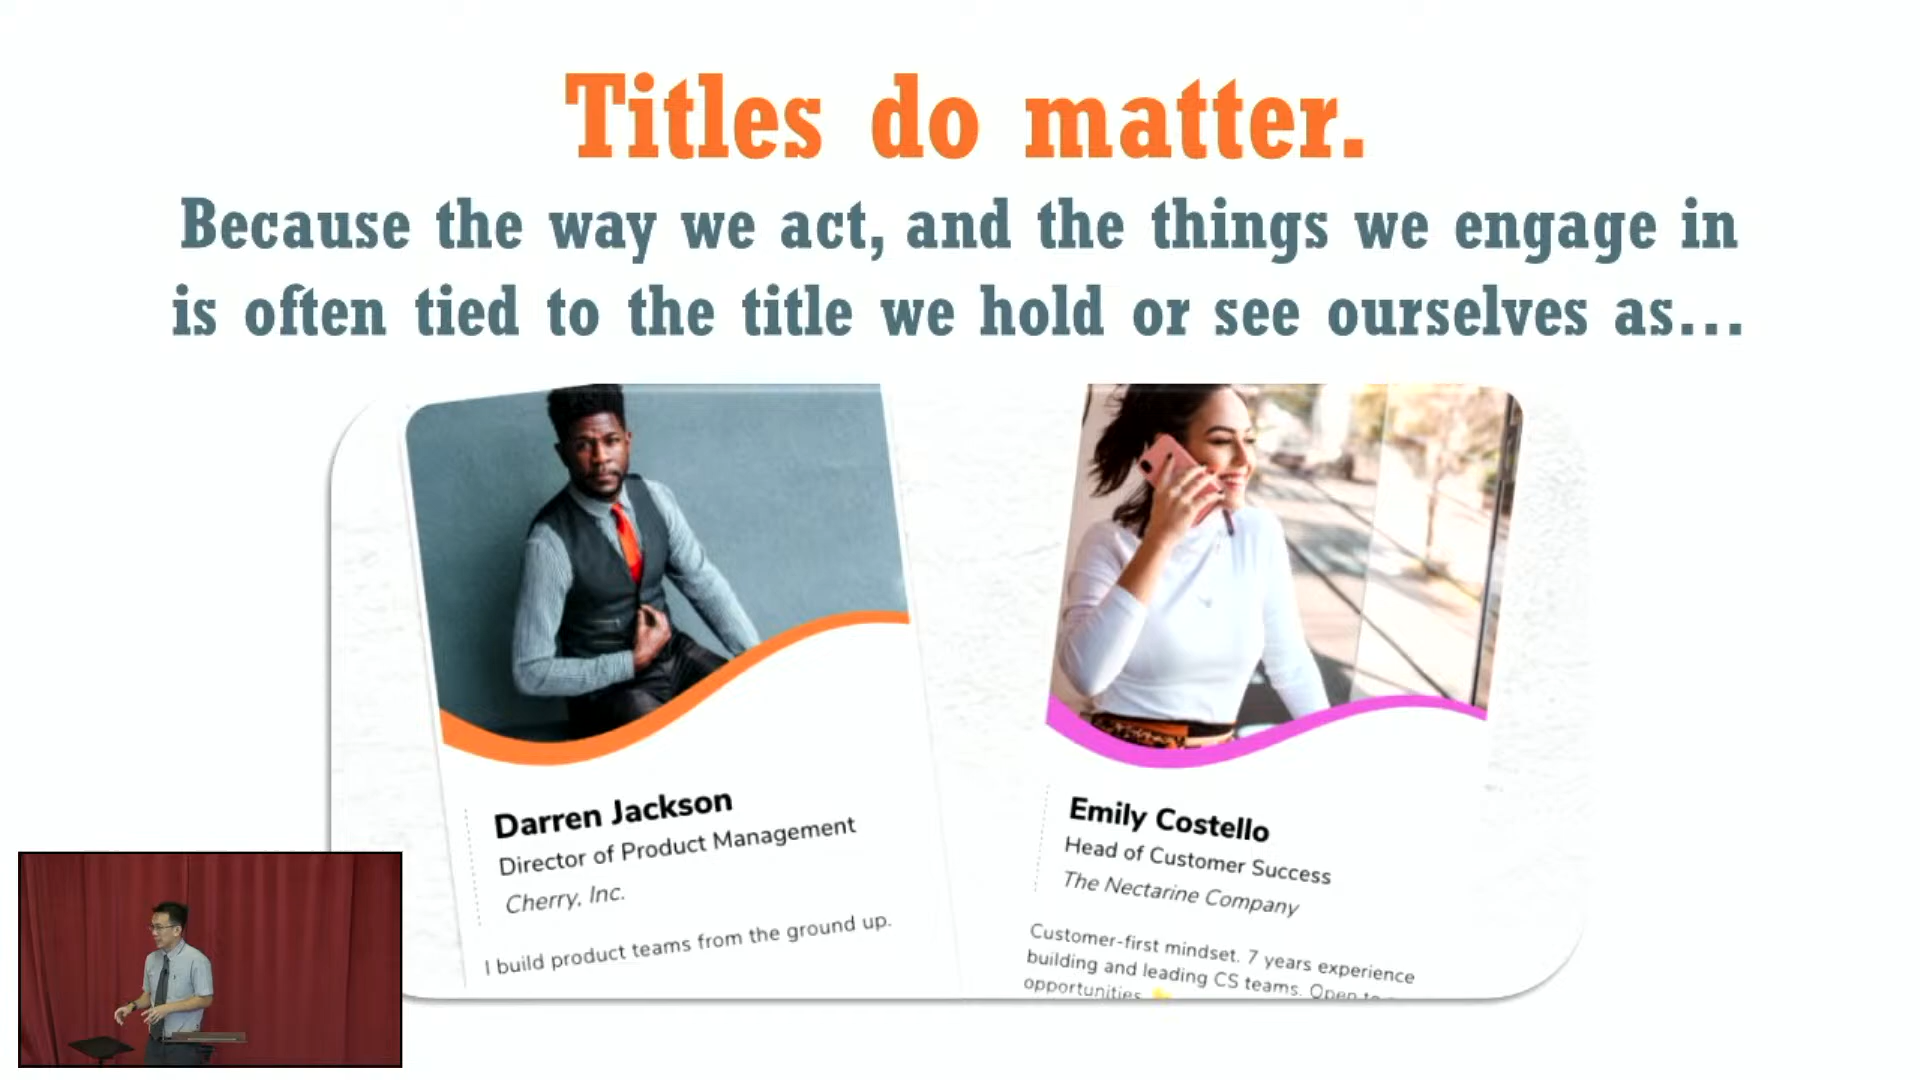 Titles do matter.
Because the way we act, and the things we engage in
is often tied to the title we hold or see ourselves as...
Darren Jackson
Director of Product Management
Cherry, Inc.
I build product teams from the ground up.
Emily Costello
Head of Customer Success
The Nectarine Company
Customer-first mindset. 7 years experience
building and leading CS teams. Open to
opportunities